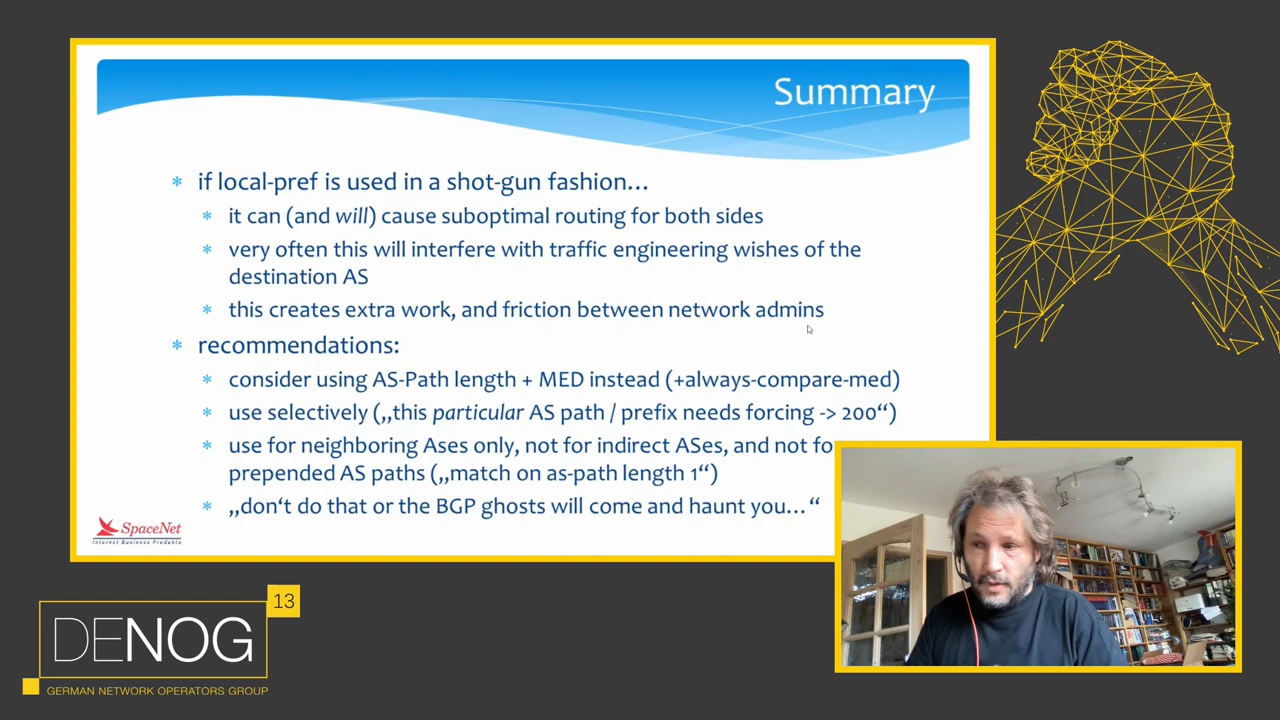 Summary
if local-pref is used in a shot-gun fashion…
it can (and will) cause suboptimal routing for both sides
very often this will interfere with traffic engineering wishes of the
destination AS
this creates extra work, and friction between network admins
recommendations:
consider using AS-Path length + MED instead (+always-compare-med)
use selectively („this particular AS path / prefix needs forcing -> 200“)
use for neighboring Ases only, not for indirect ASes, and not fo
prepended AS paths („match on as-path length 1“)
„don‘t do that or the BGP ghosts will come and haunt you…“
SpaceNet
Internet Business Produkte
13
DENOG
GERMAN NETWORK OPERATORS GROUP